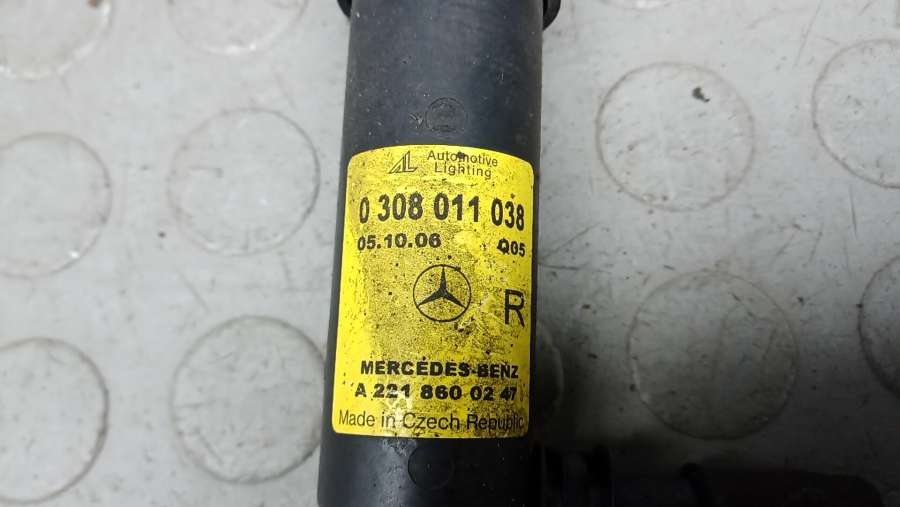 AL Automotive
Lighting
0 308 011 038
05.10.06 Q05
R
MERCEDES-BENZ
A 221 860 02 47
Made in Czech Republic